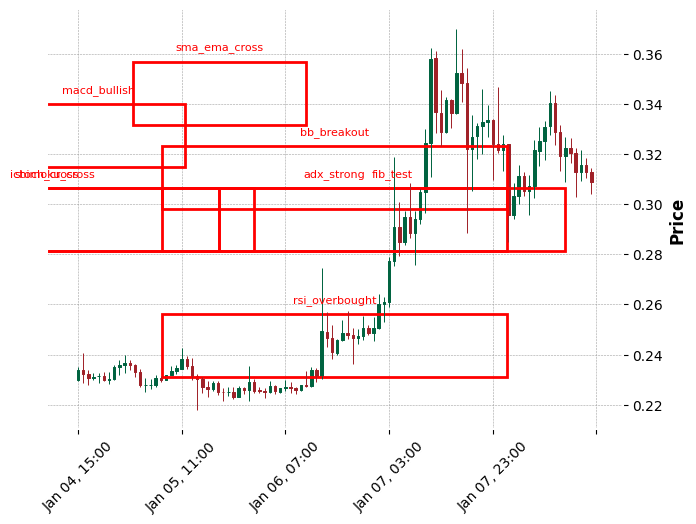 sma_ema_cross
macd_bullish
bb_breakout
adx_strong
fib_test
rsi_overbought
0.36
0.34
0.32
0.30
0.28
0.26
0.24
0.22
Price
Jan 04, 15:00
Jan 05, 11:00
Jan 06, 07:00
Jan 07, 03:00
Jan 07, 23:00